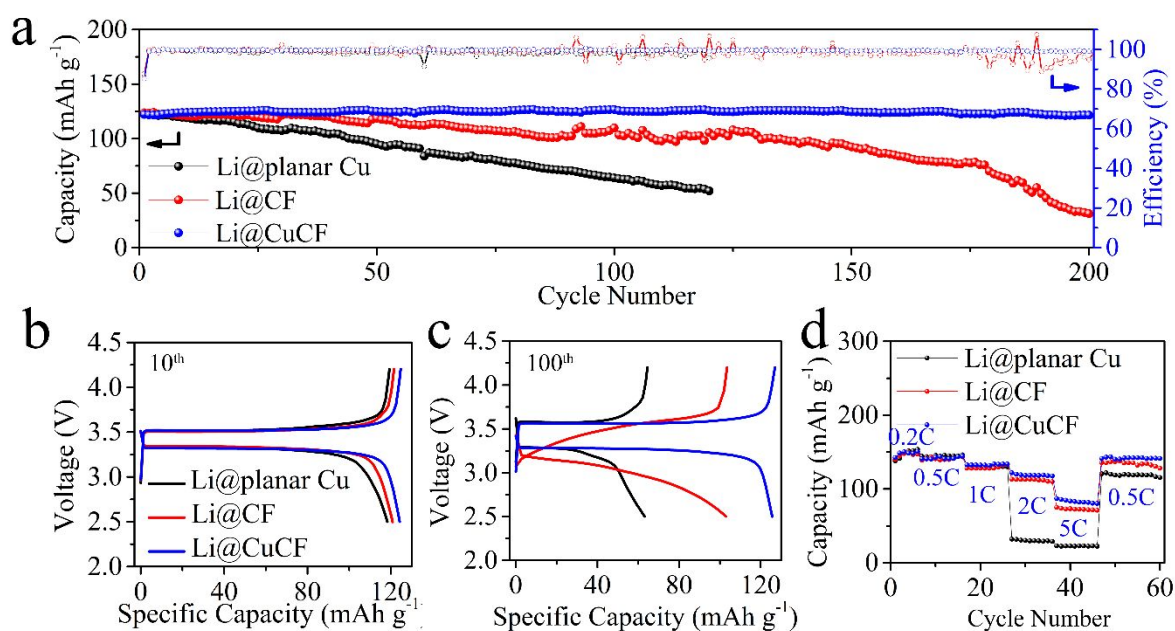 a
Capacity (mAh g⁻¹)
200
150
100
50
0
Li@planar Cu
Li@CF
Li@CuCF
0
50
100
150
200
Cycle Number
100
80
60
40
20
0
Efficiency (%)
b
10th
Voltage (V)
4.5
4.0
3.5
3.0
2.5
2.0
Li@planar Cu
Li@CF
Li@CuCF
0
40
80
120
Specific Capacity (mAh g⁻¹)
c
100th
Voltage (V)
4.5
4.0
3.5
3.0
2.5
2.0
0
40
80
120
Specific Capacity (mAh g⁻¹)
d
Capacity (mAh g⁻¹)
300
150
0
Li@planar Cu
Li@CF
Li@CuCF
0.2C
0.5C
1C
2C
5C
0.5C
0
20
40
60
Cycle Number